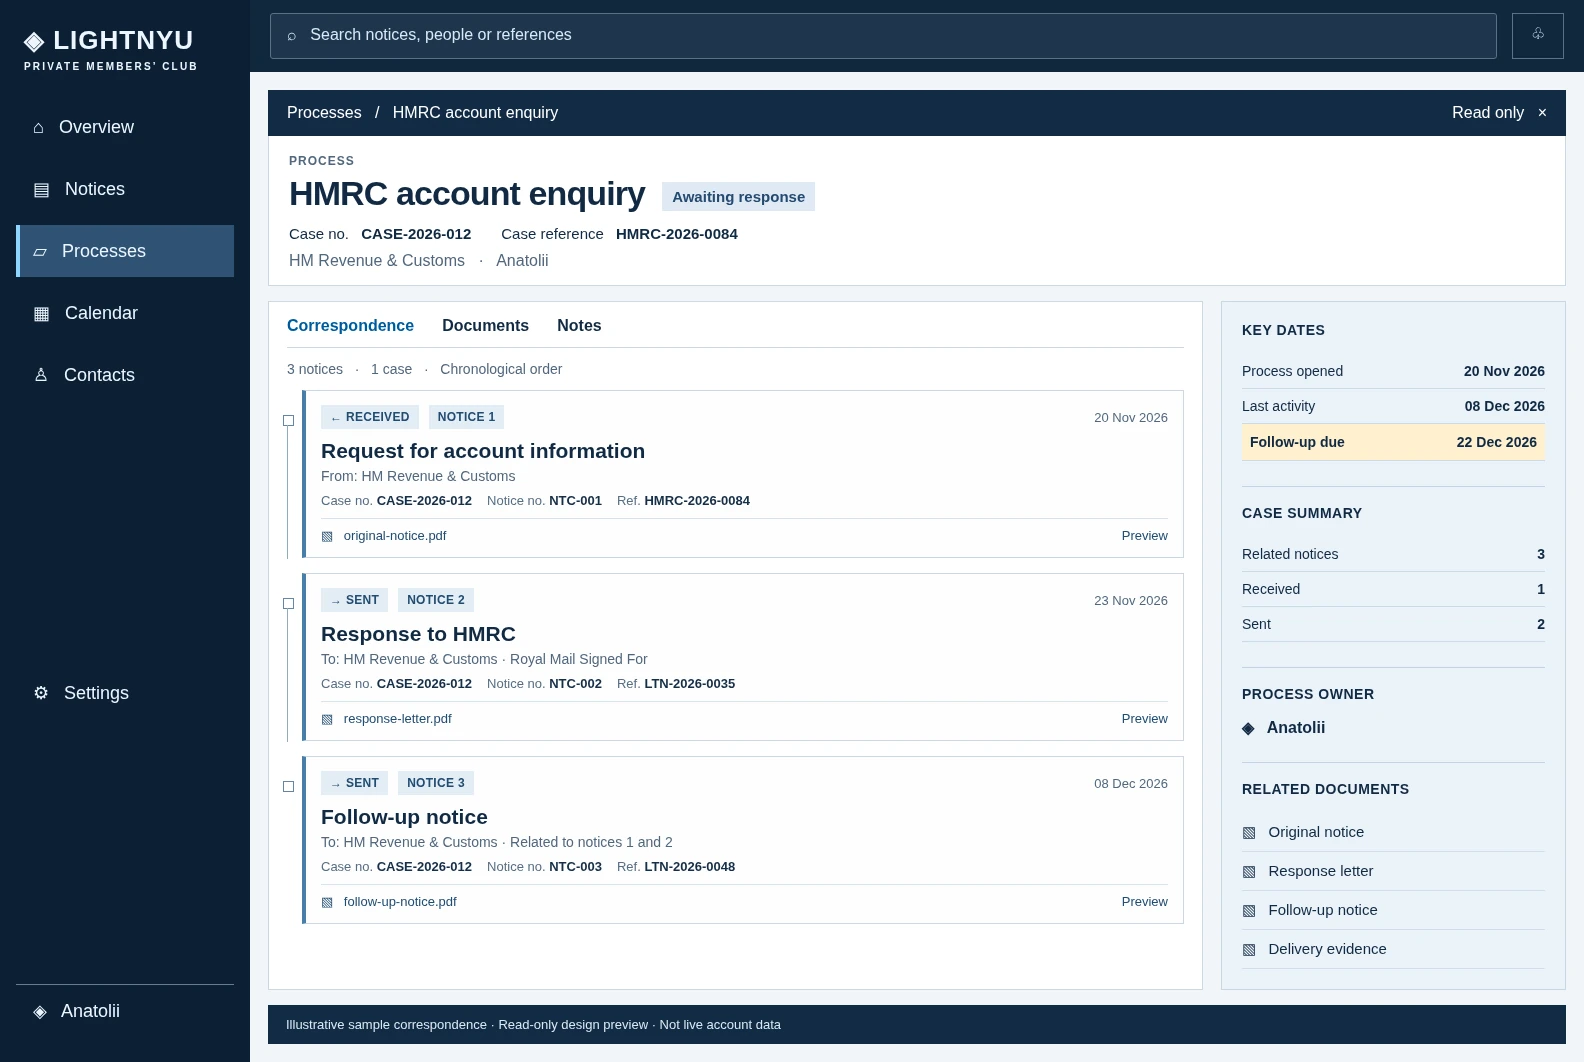 ◈ LIGHTNYU
PRIVATE MEMBERS' CLUB
Overview
Notices
Processes
Calendar
Contacts
Settings
Anatolii
Search notices, people or references
Processes / HMRC account enquiry Read only ×
PROCESS
HMRC account enquiry Awaiting response
Case no. CASE-2026-012 Case reference HMRC-2026-0084
HM Revenue & Customs · Anatolii
Correspondence Documents Notes
3 notices · 1 case · Chronological order
← RECEIVED NOTICE 1 20 Nov 2026
Request for account information
From: HM Revenue & Customs
Case no. CASE-2026-012 Notice no. NTC-001 Ref. HMRC-2026-0084
original-notice.pdf Preview
→ SENT NOTICE 2 23 Nov 2026
Response to HMRC
To: HM Revenue & Customs · Royal Mail Signed For
Case no. CASE-2026-012 Notice no. NTC-002 Ref. LTN-2026-0035
response-letter.pdf Preview
→ SENT NOTICE 3 08 Dec 2026
Follow-up notice
To: HM Revenue & Customs · Related to notices 1 and 2
Case no. CASE-2026-012 Notice no. NTC-003 Ref. LTN-2026-0048
follow-up-notice.pdf Preview
KEY DATES
Process opened 20 Nov 2026
Last activity 08 Dec 2026
Follow-up due 22 Dec 2026
CASE SUMMARY
Related notices 3
Received 1
Sent 2
PROCESS OWNER
◈ Anatolii
RELATED DOCUMENTS
Original notice
Response letter
Follow-up notice
Delivery evidence
Illustrative sample correspondence · Read-only design preview · Not live account data